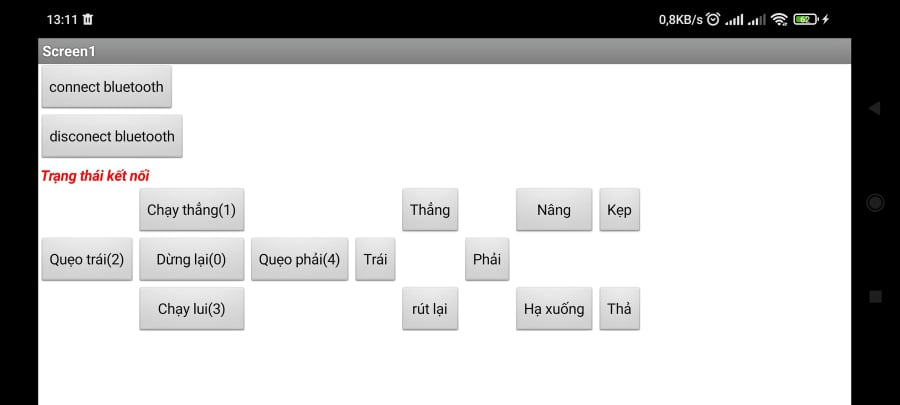 13:11 0,8KB/s 62
Screen1
connect bluetooth
disconect bluetooth
Trạng thái kết nối
Chạy thẳng(1) Thẳng Nâng Kẹp
Quẹo trái(2) Dừng lại(0) Quẹo phải(4) Trái Phải
Chạy lui(3) rút lại Hạ xuống Thả